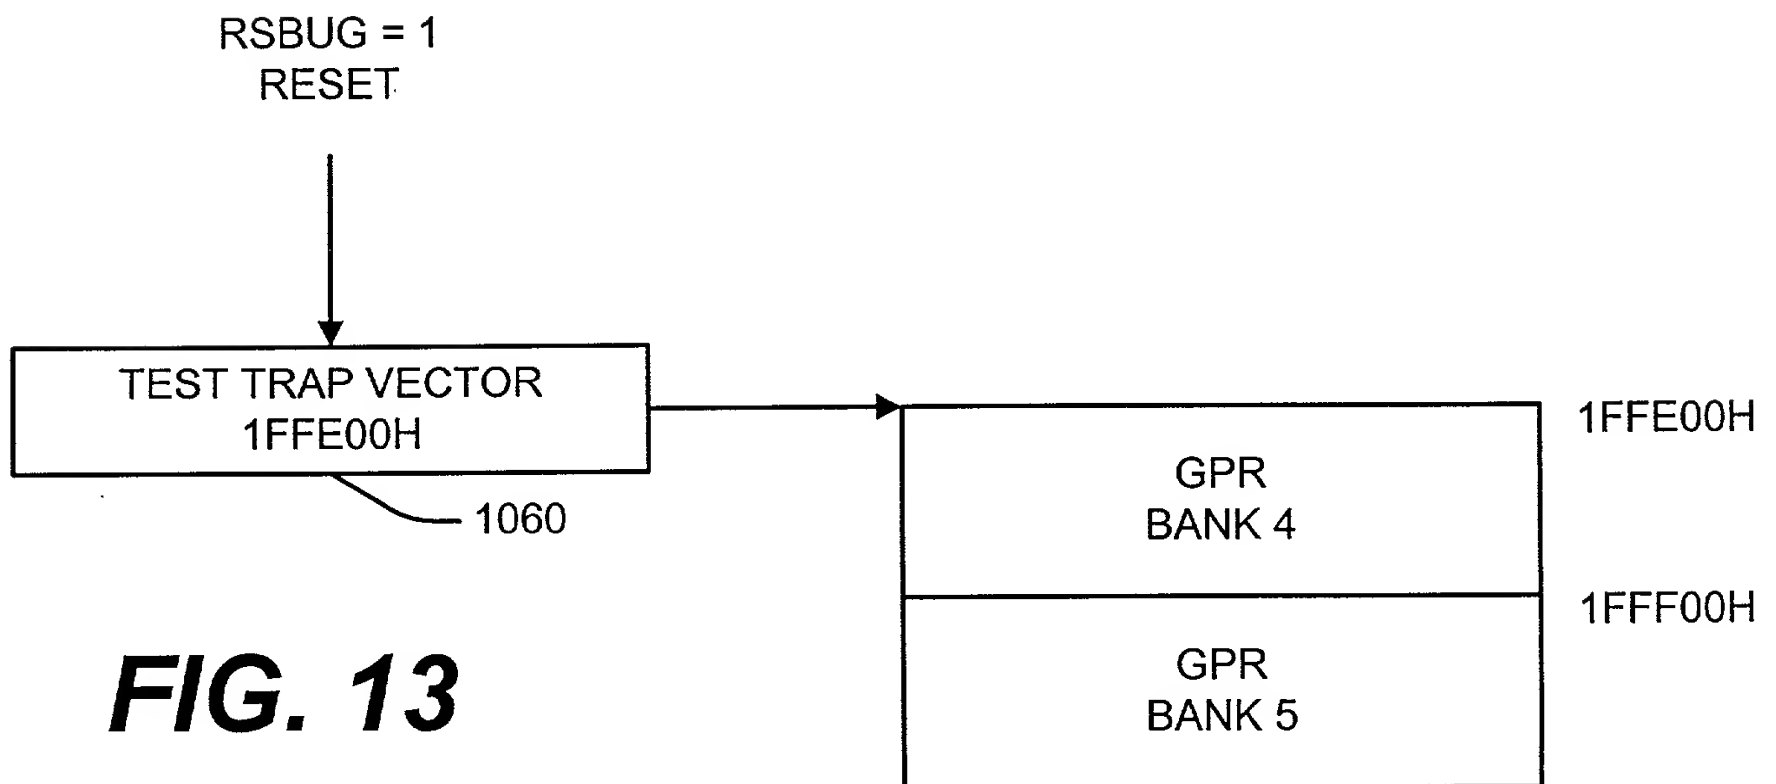 RSBUG = 1
RESET
TEST TRAP VECTOR
1FFE00H
1060
1FFE00H
GPR
BANK 4
1FFF00H
GPR
BANK 5
FIG. 13